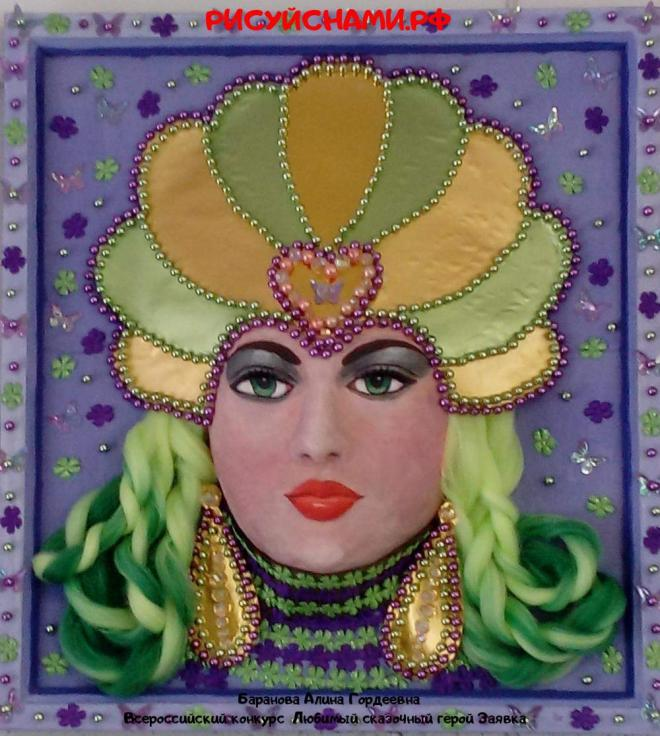 РИСУЙСНАМИ.РФ
Баранова Алина Гордеевна
Всероссийский конкурс Любимый сказочный герой Заявка